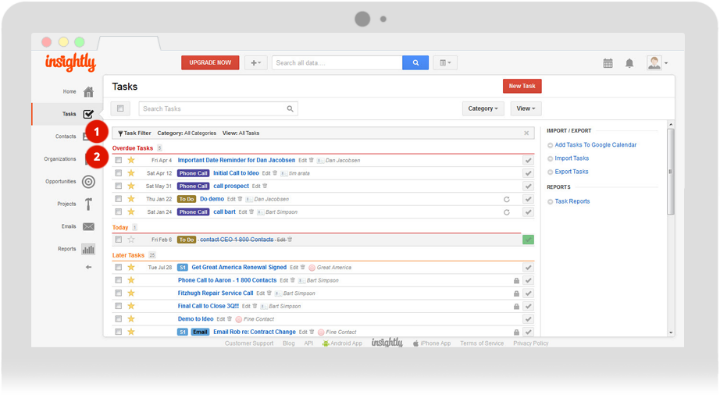 insightly
UPGRADE NOW
Search all data ...
Home
Tasks
Contacts
Organizations
Opportunities
Projects
Emails
Reports
1
2
Tasks
New Task
Search Tasks
Category
View
Task Filter Category: All Categories View: All Tasks
Overdue Tasks 5
Fri Apr 4 Important Date Reminder for Dan Jacobsen Edit Dan Jacobsen
Sat Apr 12 Phone Call Initial Call to Ideo Edit tim arata
Sat May 31 Phone Call call prospect Edit
Thu Jan 22 To Do Do demo Edit Dan Jacobsen
Sat Jan 24 Phone Call call bart Edit Bart Simpson
Today 1
Fri Feb 6 To Do contact CEO 1-800 Contacts Edit
Later Tasks 25
Tue Jul 28 31 Get Great America Renewal Signed Edit Great America
Phone Call to Aaron - 1 800 Contacts Edit Bart Simpson
Fitzhugh Repair Service Call Edit Bart Simpson
Final Call to Close 3Q!!! Edit Bart Simpson
Demo to Ideo Edit Fine Contact
31 Email Email Rob re: Contract Change Edit Fine Contact
IMPORT / EXPORT
Add Tasks To Google Calendar
Import Tasks
Export Tasks
REPORTS
Task Reports
Customer Support Blog API Android App insightly iPhone App Terms of Service Privacy Policy